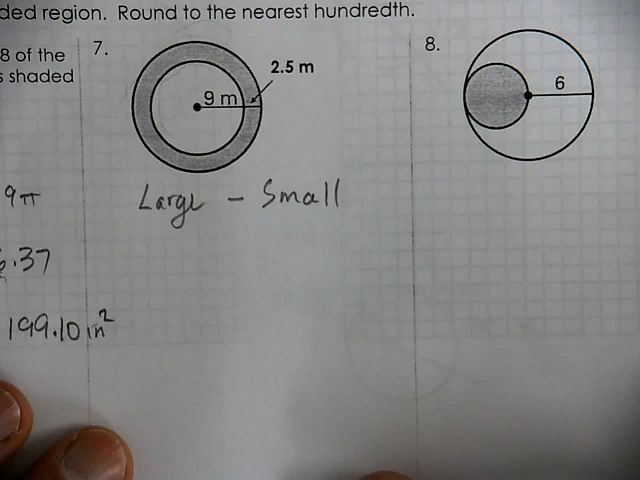 ded region. Round to the nearest hundredth.
8 of the
s shaded
9π
.37
199.10 in²
7.
2.5 m
9 m
Large - Small
8.
6